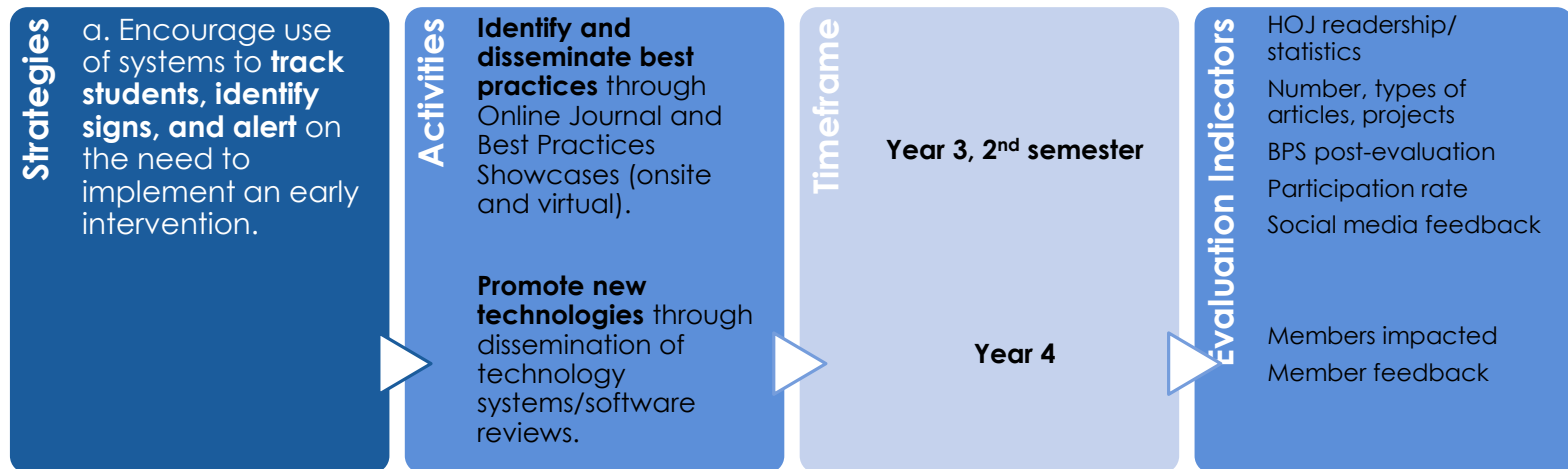 Strategies
a. Encourage use
of systems to track
students, identify
signs, and alert on
the need to
implement an early
intervention.
Activities
Identify and
disseminate best
practices through
Online Journal and
Best Practices
Showcases (onsite
and virtual).
Promote new
technologies through
dissemination of
technology
systems/software
reviews.
Timeframe
Year 3, 2nd semester
Year 4
Evaluation Indicators
HOJ readership/
statistics
Number, types of
articles, projects
BPS post-evaluation
Participation rate
Social media feedback
Members impacted
Member feedback